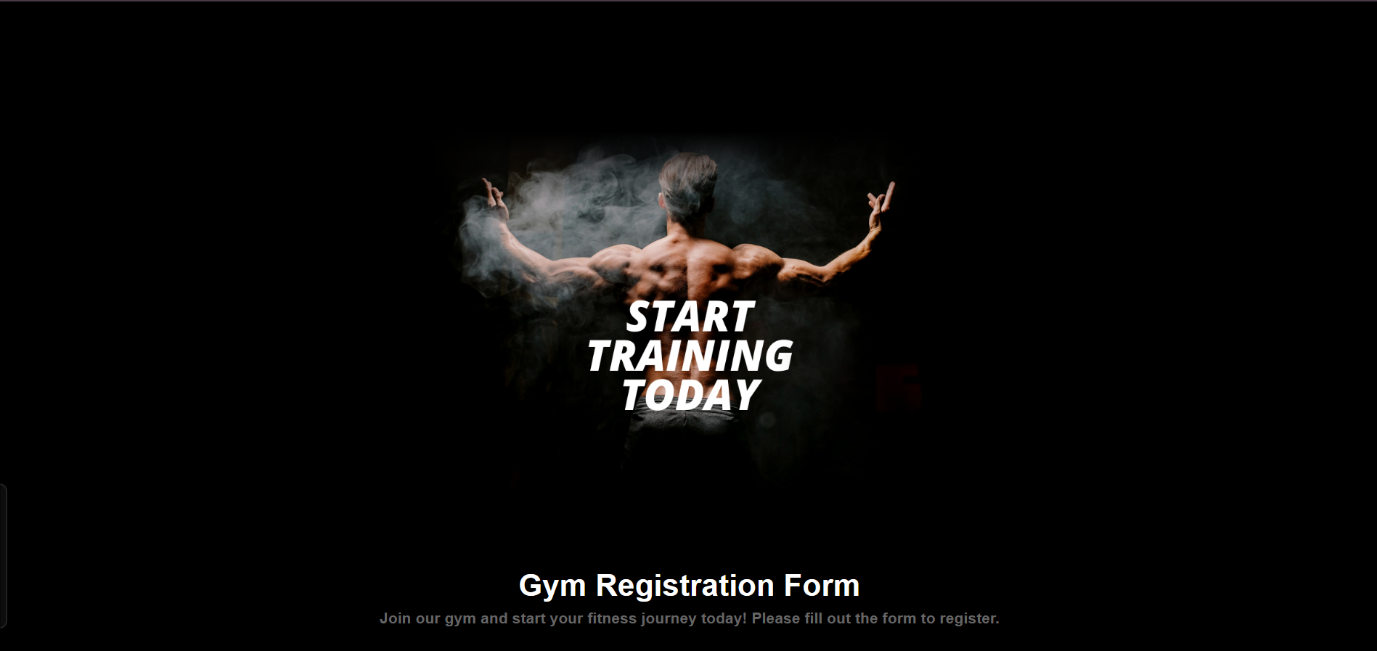 START
TRAINING
TODAY
Gym Registration Form
Join our gym and start your fitness journey today! Please fill out the form to register.